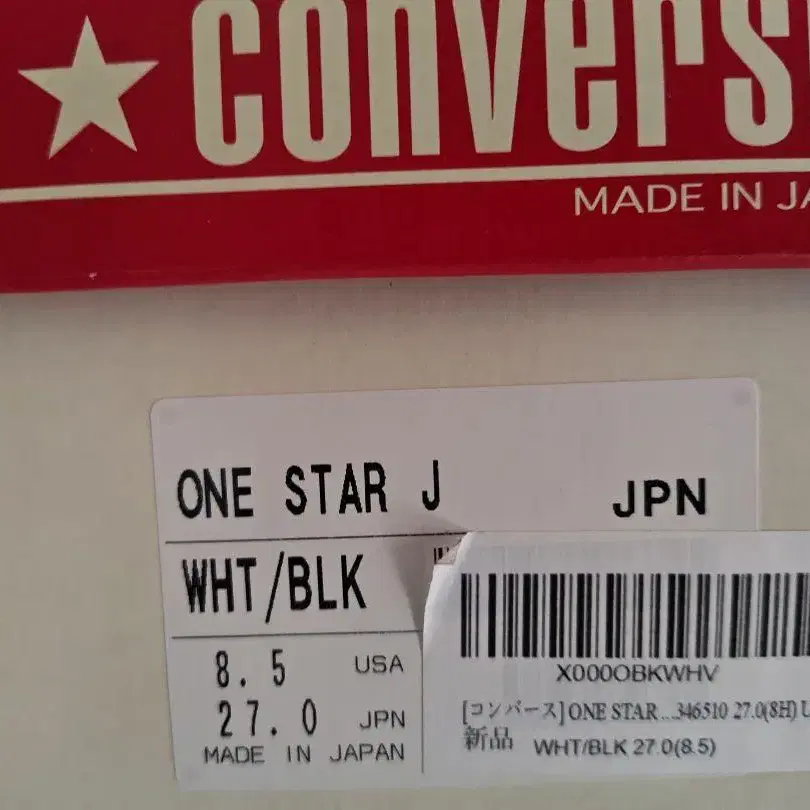 converse
MADE IN JA
ONE STAR J JPN
WHT/BLK
8.5 USA
27.0 JPN
MADE IN JAPAN
X000OBKWHV
[コンバース] ONE STAR...346510 27.0(8H) U
新品 WHT/BLK 27.0(8.5)